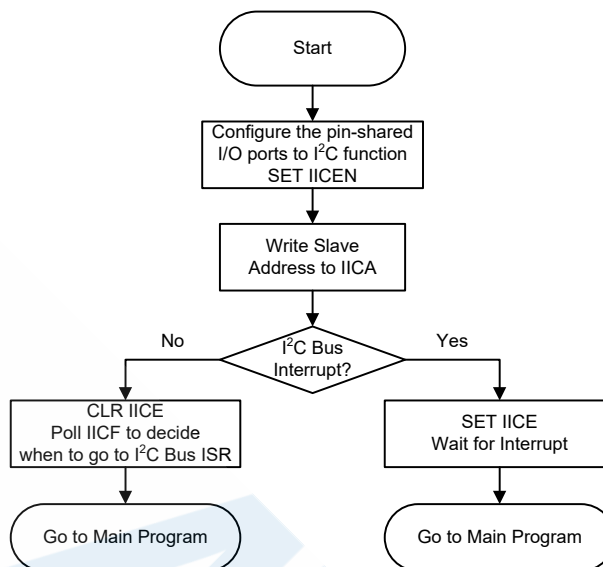 Start
Configure the pin-shared
I/O ports to I²C function
SET IICEN
Write Slave
Address to IICA
I²C Bus
Interrupt?
No
Yes
CLR IICE
Poll IICF to decide
when to go to I²C Bus ISR
SET IICE
Wait for Interrupt
Go to Main Program
Go to Main Program